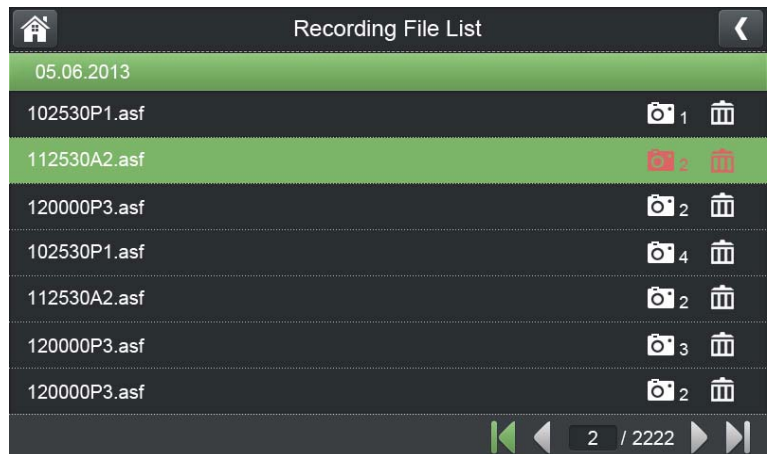 Recording File List
05.06.2013
102530P1.asf 1
112530A2.asf 2
120000P3.asf 2
102530P1.asf 4
112530A2.asf 2
120000P3.asf 3
120000P3.asf 2
2 / 2222